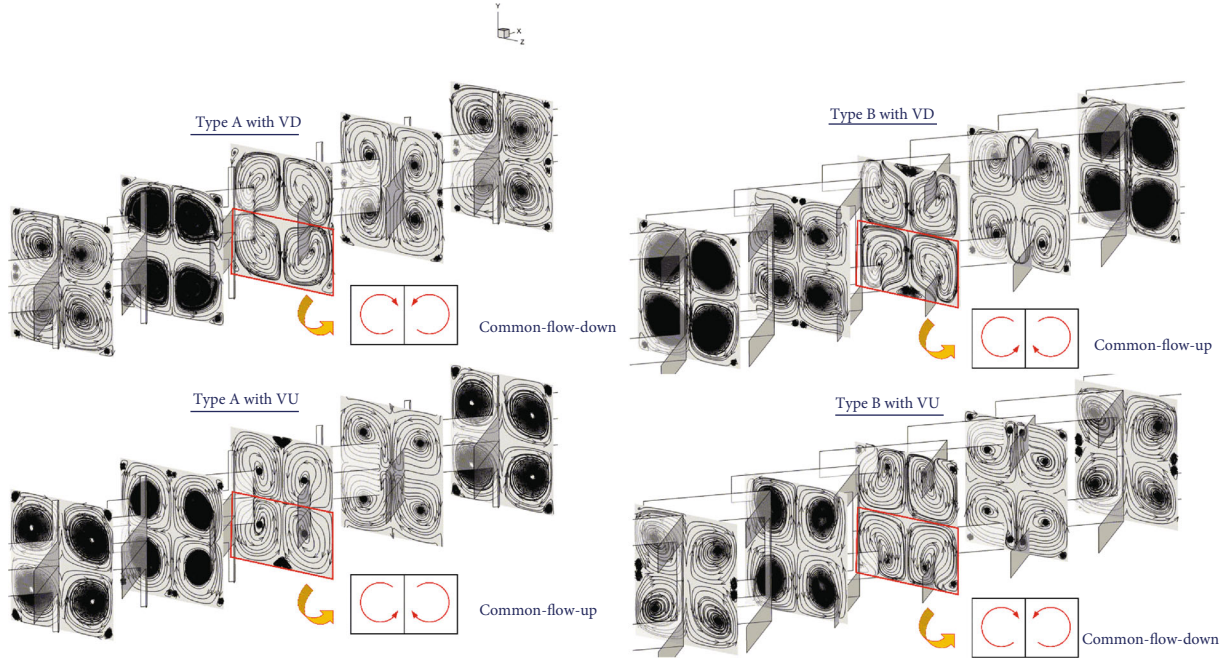 Y
X
Z
Type A with VD
Common-flow-down
Type B with VD
Common-flow-up
Type A with VU
Common-flow-up
Type B with VU
Common-flow-down